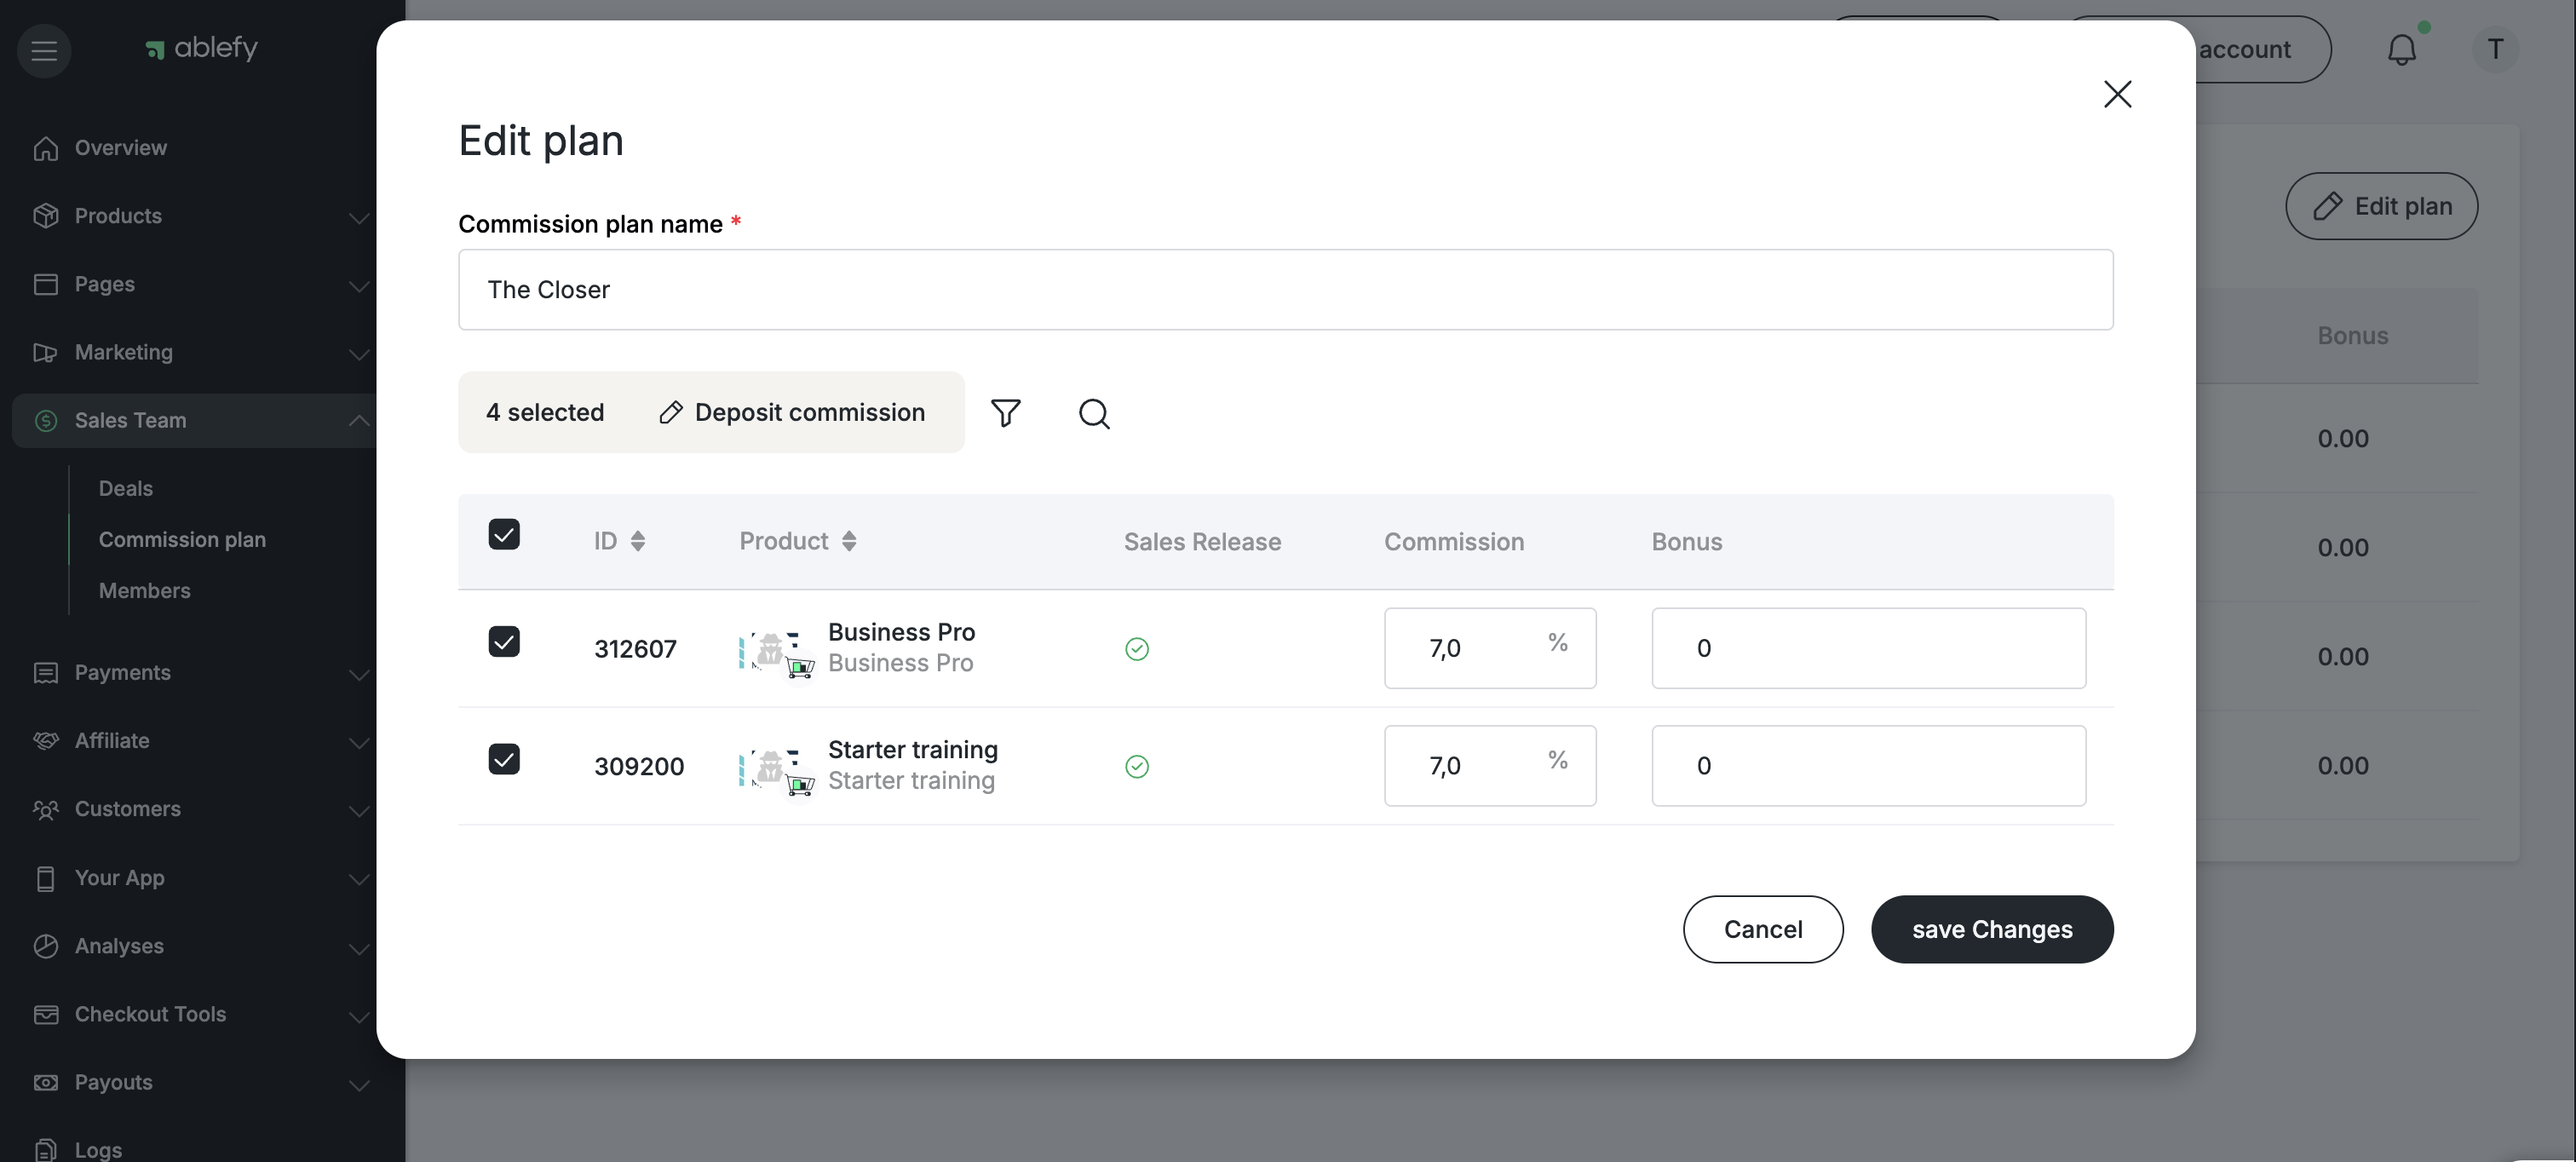 ablefy
account
T
Overview
Products
Pages
Marketing
Sales Team
Deals
Commission plan
Members
Payments
Affiliate
Customers
Your App
Analyses
Checkout Tools
Payouts
Logs
Edit plan
Commission plan name *
The Closer
4 selected
Deposit commission
ID
Product
Sales Release
Commission
Bonus
312607
Business Pro
Business Pro
7,0 %
0
309200
Starter training
Starter training
7,0 %
0
Cancel
save Changes
Edit plan
Bonus
0.00
0.00
0.00
0.00